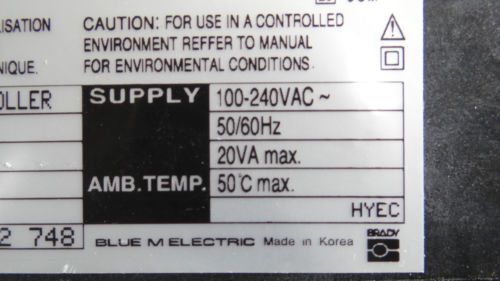 ILISATION CAUTION: FOR USE IN A CONTROLLED
ENVIRONMENT REFFER TO MANUAL
NIQUE. FOR ENVIRONMENTAL CONDITIONS.
OLLER SUPPLY 100-240VAC ~
50/60Hz
20VA max.
AMB.TEMP. 50°C max.
HYEC
2 748 BLUE M ELECTRIC Made in Korea BRADY